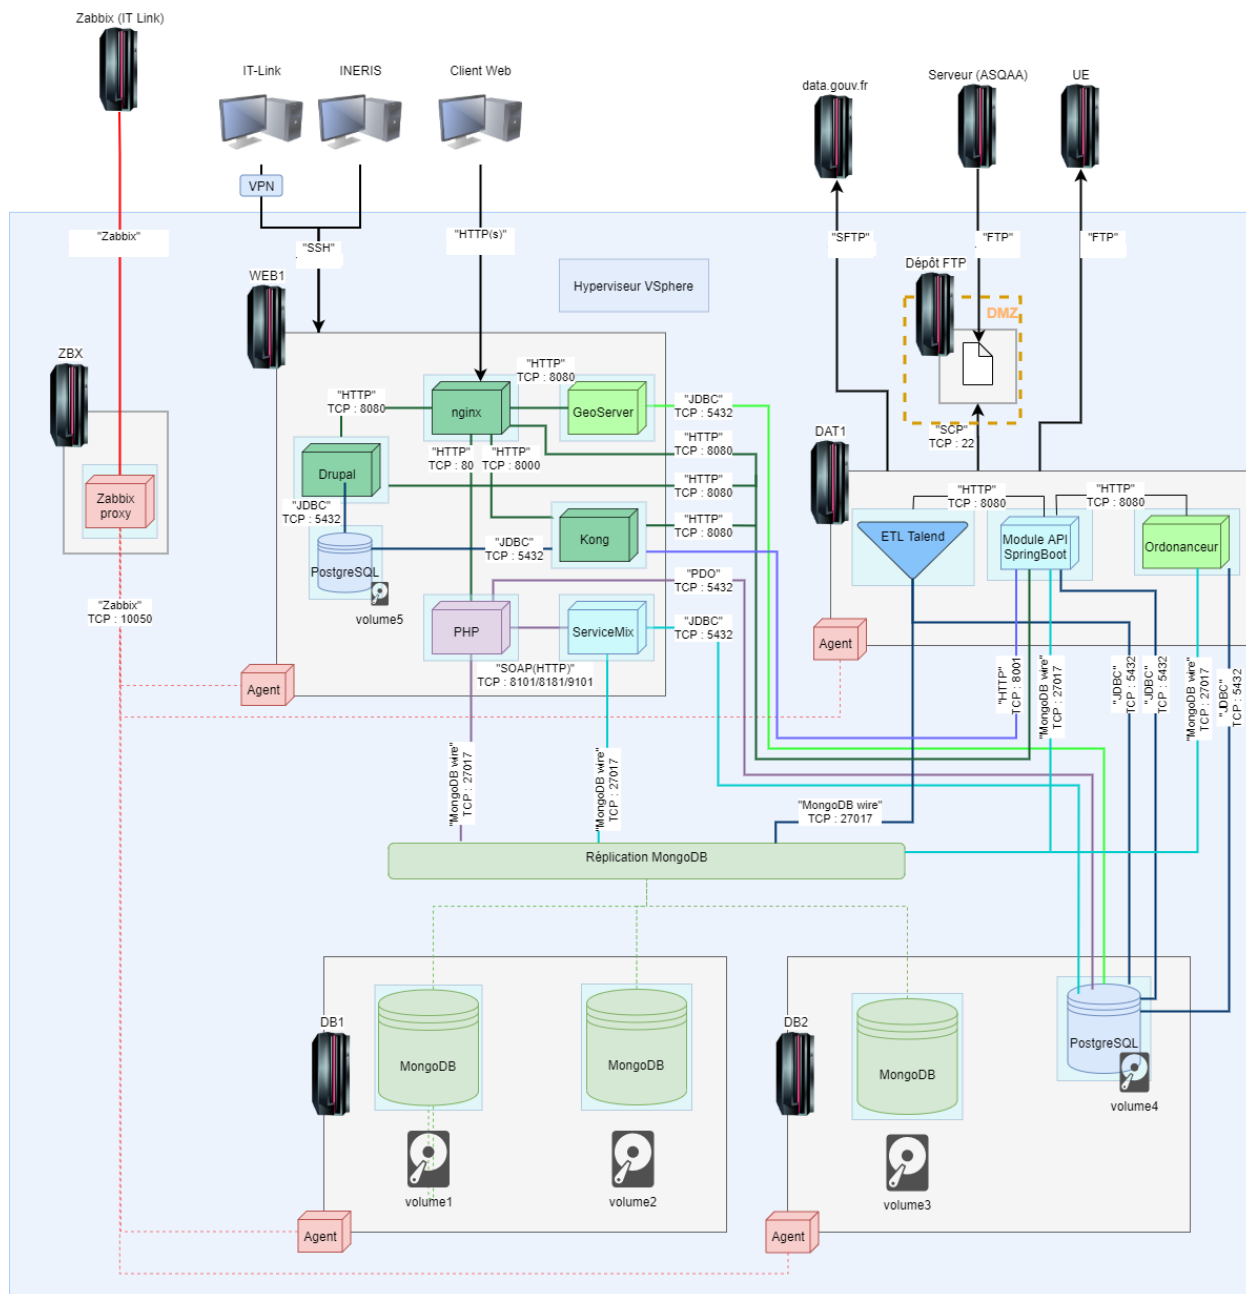 Zabbix (IT Link)
IT-Link
INERIS
Client Web
data.gouv.fr
Serveur (ASQAA)
UE
VPN
"Zabbix"
"SSH"
"HTTP(s)"
"SFTP"
"FTP"
"FTP"
Dépôt FTP
DMZ
WEB1
Hyperviseur VSphere
ZBX
"HTTP"
TCP : 8080
"HTTP"
TCP : 8080
nginx
GeoServer
"JDBC"
TCP : 5432
"SCP"
TCP : 22
DAT1
"HTTP"
TCP : 80
"HTTP"
TCP : 8000
"HTTP"
TCP : 8080
Drupal
"HTTP"
TCP : 8080
"HTTP"
TCP : 8080
"HTTP"
TCP : 8080
Zabbix
proxy
"JDBC"
TCP : 5432
"HTTP"
TCP : 8080
ETL Talend
Module API
SpringBoot
Ordonanceur
Kong
"JDBC"
TCP : 5432
PostgreSQL
volume5
"PDO"
TCP : 5432
"Zabbix"
TCP : 10050
PHP
ServiceMix
"JDBC"
TCP : 5432
Agent
"SOAP(HTTP)"
TCP : 8101/8181/9101
Agent
"HTTP"
TCP : 8001
"MongoDB wire"
TCP : 27017
"JDBC"
TCP : 5432
"JDBC"
TCP : 5432
"MongoDB wire"
TCP : 27017
"JDBC"
TCP : 5432
"MongoDB wire"
TCP : 27017
"MongoDB wire"
TCP : 27017
"MongoDB wire"
TCP : 27017
Réplication MongoDB
DB1
MongoDB
MongoDB
DB2
MongoDB
PostgreSQL
volume4
volume1
volume2
volume3
Agent
Agent